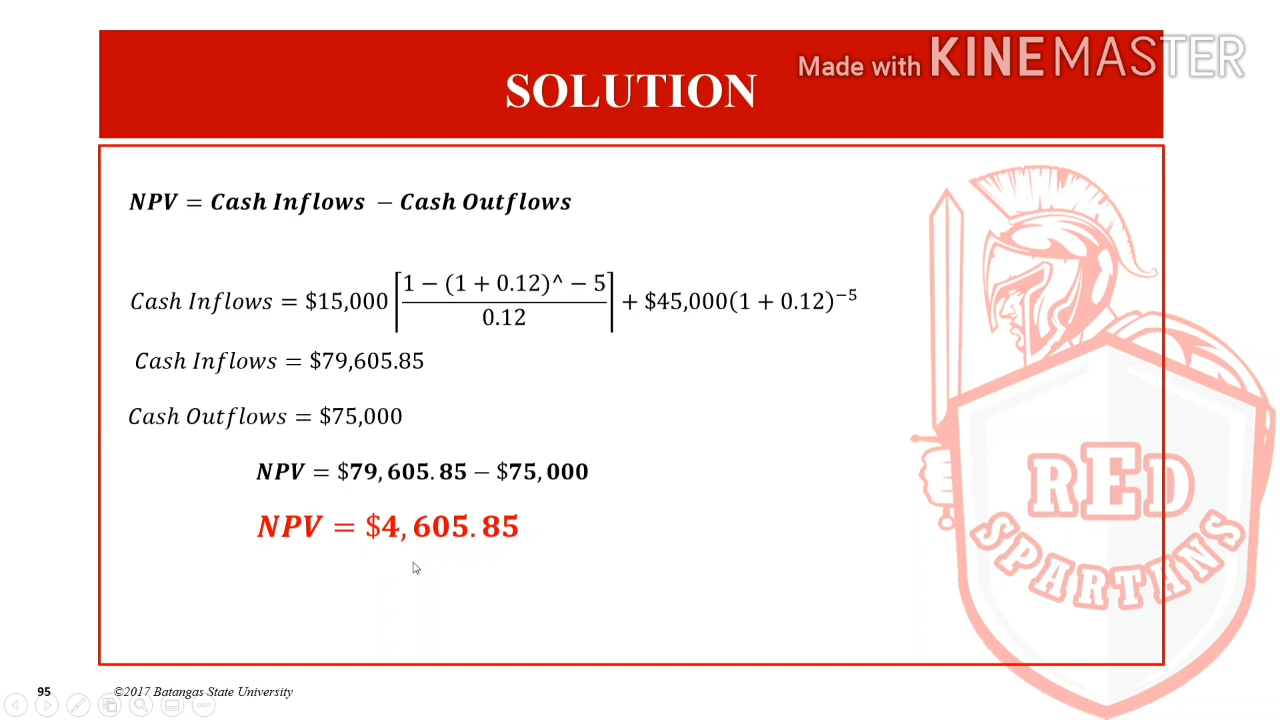 Made with KINEMASTER
SOLUTION
NPV = Cash Inflows − Cash Outflows
Cash Inflows = $15,000 [1 − (1 + 0.12)^ − 5 / 0.12] + $45,000(1 + 0.12)⁻⁵
Cash Inflows = $79,605.85
Cash Outflows = $75,000
NPV = $79,605.85 − $75,000
NPV = $4,605.85
RED
SPARTANS
95 ©2017 Batangas State University